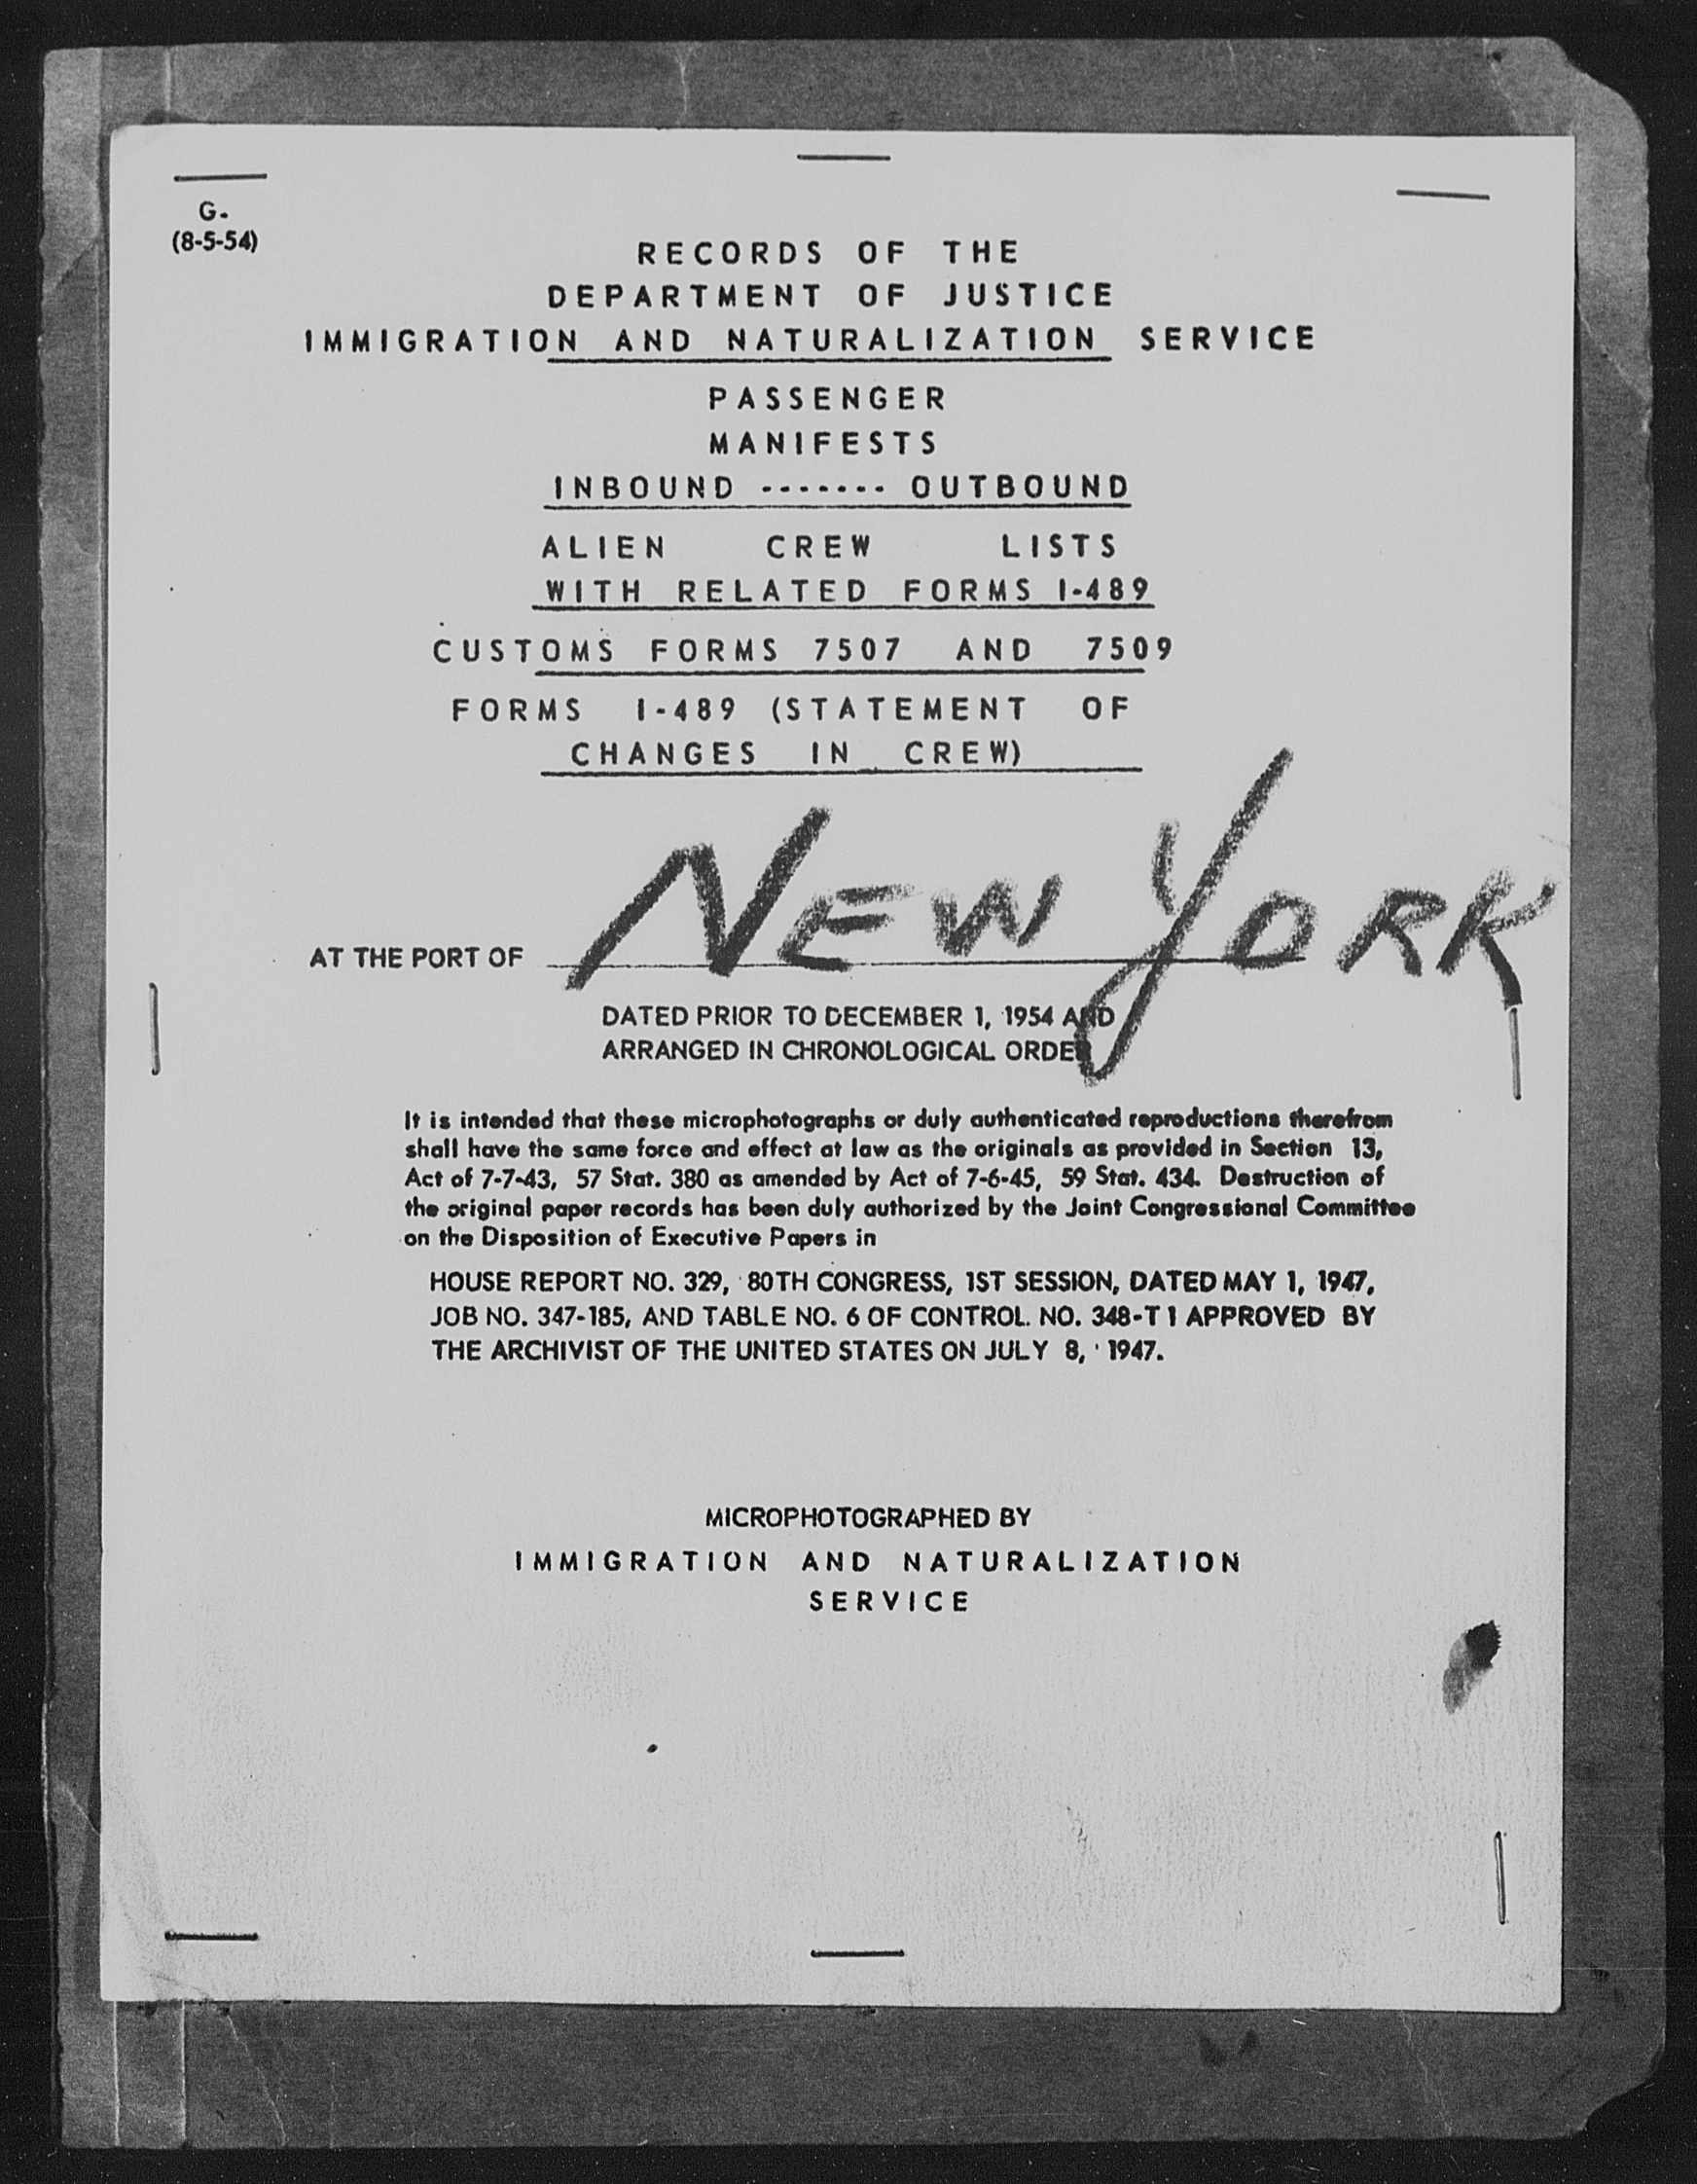 G-
(8-5-54)
RECORDS OF THE
DEPARTMENT OF JUSTICE
IMMIGRATION AND NATURALIZATION SERVICE
PASSENGER
MANIFESTS
INBOUND ------- OUTBOUND
ALIEN CREW LISTS
WITH RELATED FORMS I-489
CUSTOMS FORMS 7507 AND 7509
FORMS I-489 (STATEMENT OF
CHANGES IN CREW)
AT THE PORT OF NEW YORK
DATED PRIOR TO DECEMBER 1, 1954 AND
ARRANGED IN CHRONOLOGICAL ORDER
It is intended that these microphotographs or duly authenticated reproductions therefrom
shall have the same force and effect at law as the originals as provided in Section 13,
Act of 7-7-43, 57 Stat. 380 as amended by Act of 7-6-45, 59 Stat. 434. Destruction of
the original paper records has been duly authorized by the Joint Congressional Committee
on the Disposition of Executive Papers in
HOUSE REPORT NO. 329, 80TH CONGRESS, 1ST SESSION, DATED MAY 1, 1947,
JOB NO. 347-185, AND TABLE NO. 6 OF CONTROL. NO. 348-T1 APPROVED BY
THE ARCHIVIST OF THE UNITED STATES ON JULY 8, 1947.
MICROPHOTOGRAPHED BY
IMMIGRATION AND NATURALIZATION
SERVICE